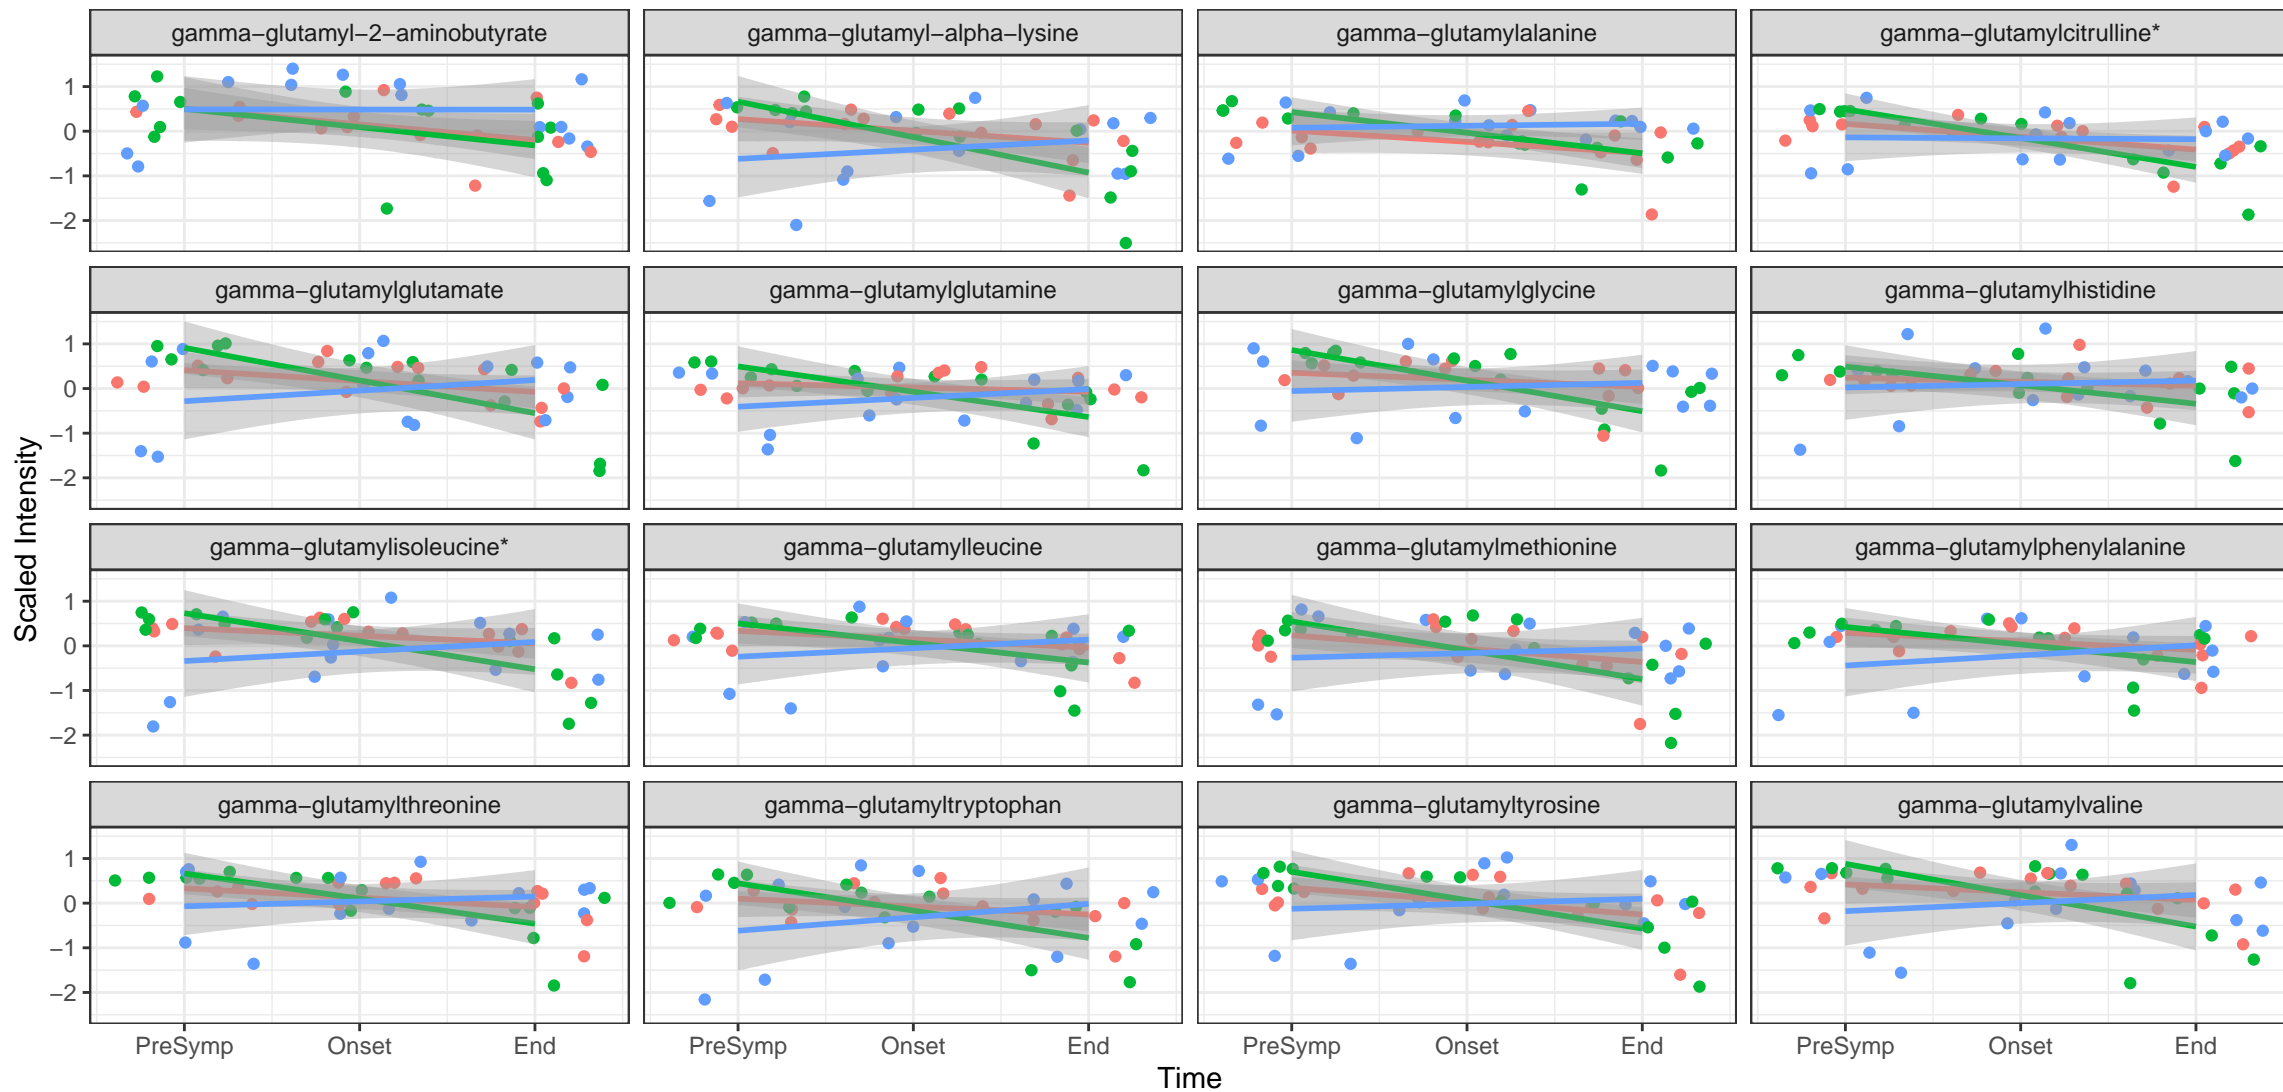 gamma−glutamyl−2−aminobutyrate
gamma−glutamyl−alpha−lysine
gamma−glutamylalanine
gamma−glutamylcitrulline*
1
0
−1
−2
gamma−glutamylglutamate
gamma−glutamylglutamine
gamma−glutamylglycine
gamma−glutamylhistidine
1
0
−1
−2
gamma−glutamylisoleucine*
gamma−glutamylleucine
gamma−glutamylmethionine
gamma−glutamylphenylalanine
1
0
−1
−2
gamma−glutamylthreonine
gamma−glutamyltryptophan
gamma−glutamyltyrosine
gamma−glutamylvaline
1
0
−1
−2
PreSymp Onset End
PreSymp Onset End
PreSymp Onset End
PreSymp Onset End
Time
Scaled Intensity